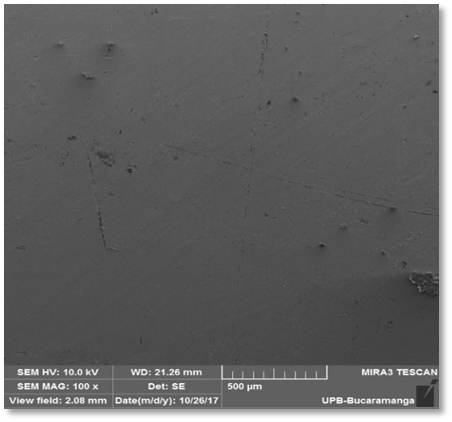 SEM HV: 10.0 kV WD: 21.26 mm MIRA3 TESCAN
SEM MAG: 100 x Det: SE 500 µm
View field: 2.08 mm Date(m/d/y): 10/26/17 UPB-Bucaramanga